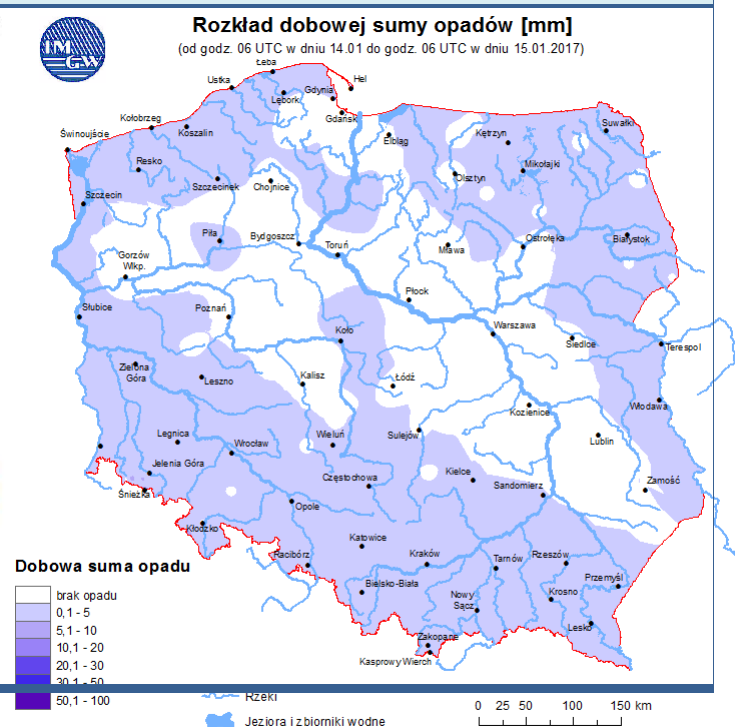 IMGW
Rozkład dobowej sumy opadów [mm]
(od godz. 06 UTC w dniu 14.01 do godz. 06 UTC w dniu 15.01.2017)
Łeba
Hel
Ustka
Lębork
Gdynia
Gdańsk
Kołobrzeg
Koszalin
Świnoujście
Elbląg
Kętrzyn
Suwałki
Resko
Szczecinek
Chojnice
Olsztyn
Mikołajki
Szczecin
Piła
Bydgoszcz
Toruń
Mława
Ostrołęka
Białystok
Gorzów
Wlkp.
Płock
Słubice
Poznań
Koło
Warszawa
Siedlce
Terespol
Zielona
Góra
Leszno
Kalisz
Łódź
Kozienice
Włodawa
Legnica
Wrocław
Wieluń
Sulejów
Lublin
Jelenia Góra
Śnieżka
Częstochowa
Kielce
Sandomierz
Zamość
Opole
Kłodzko
Katowice
Racibórz
Kraków
Tarnów
Rzeszów
Bielsko-Biała
Przemyśl
Nowy
Sącz
Krosno
Lesko
Zakopane
Kasprowy Wierch
Dobowa suma opadu
brak opadu
0,1 - 5
5,1 - 10
10,1 - 20
20,1 - 30
30,1 - 50
50,1 - 100
Rzeki
Jeziora i zbiorniki wodne
0 25 50 100 150 km